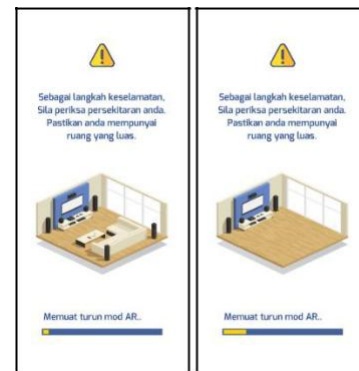 Sebagai langkah keselamatan,
Sila periksa persekitaran anda.
Pastikan anda mempunyai
ruang yang luas.
Memuat turun mod AR..
Sebagai langkah keselamatan,
Sila periksa persekitaran anda.
Pastikan anda mempunyai
ruang yang luas.
Memuat turun mod AR..